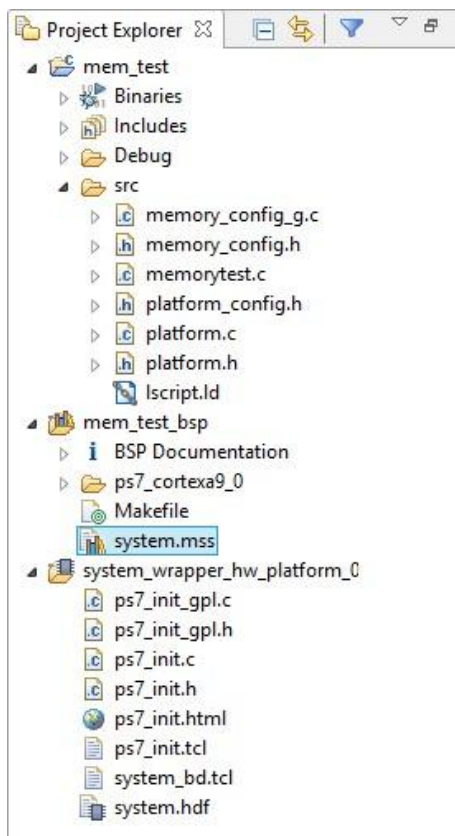 Project Explorer
mem_test
Binaries
Includes
Debug
src
memory_config_g.c
memory_config.h
memorytest.c
platform_config.h
platform.c
platform.h
lscript.ld
mem_test_bsp
BSP Documentation
ps7_cortexa9_0
Makefile
system.mss
system_wrapper_hw_platform_0
ps7_init_gpl.c
ps7_init_gpl.h
ps7_init.c
ps7_init.h
ps7_init.html
ps7_init.tcl
system_bd.tcl
system.hdf